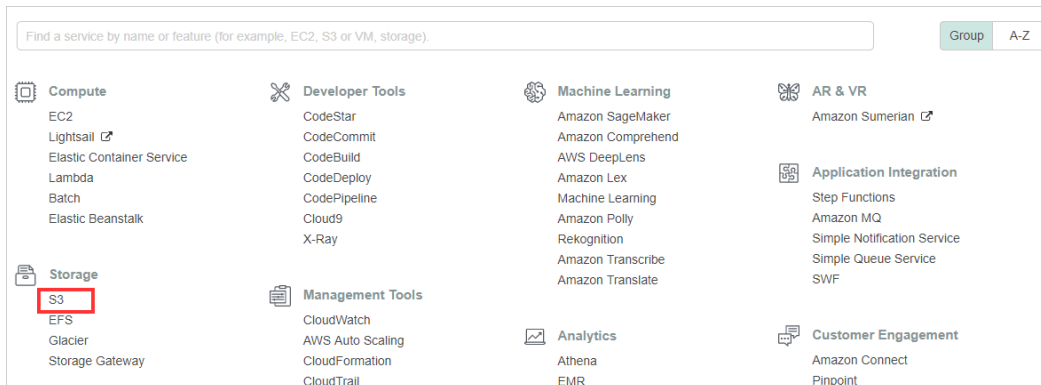 Find a service by name or feature (for example, EC2, S3 or VM, storage).
Group
A-Z
Compute
EC2
Lightsail
Elastic Container Service
Lambda
Batch
Elastic Beanstalk
Storage
S3
EFS
Glacier
Storage Gateway
Developer Tools
CodeStar
CodeCommit
CodeBuild
CodeDeploy
CodePipeline
Cloud9
X-Ray
Management Tools
CloudWatch
AWS Auto Scaling
CloudFormation
CloudTrail
Machine Learning
Amazon SageMaker
Amazon Comprehend
AWS DeepLens
Amazon Lex
Machine Learning
Amazon Polly
Rekognition
Amazon Transcribe
Amazon Translate
Analytics
Athena
EMR
AR & VR
Amazon Sumerian
Application Integration
Step Functions
Amazon MQ
Simple Notification Service
Simple Queue Service
SWF
Customer Engagement
Amazon Connect
Pinpoint